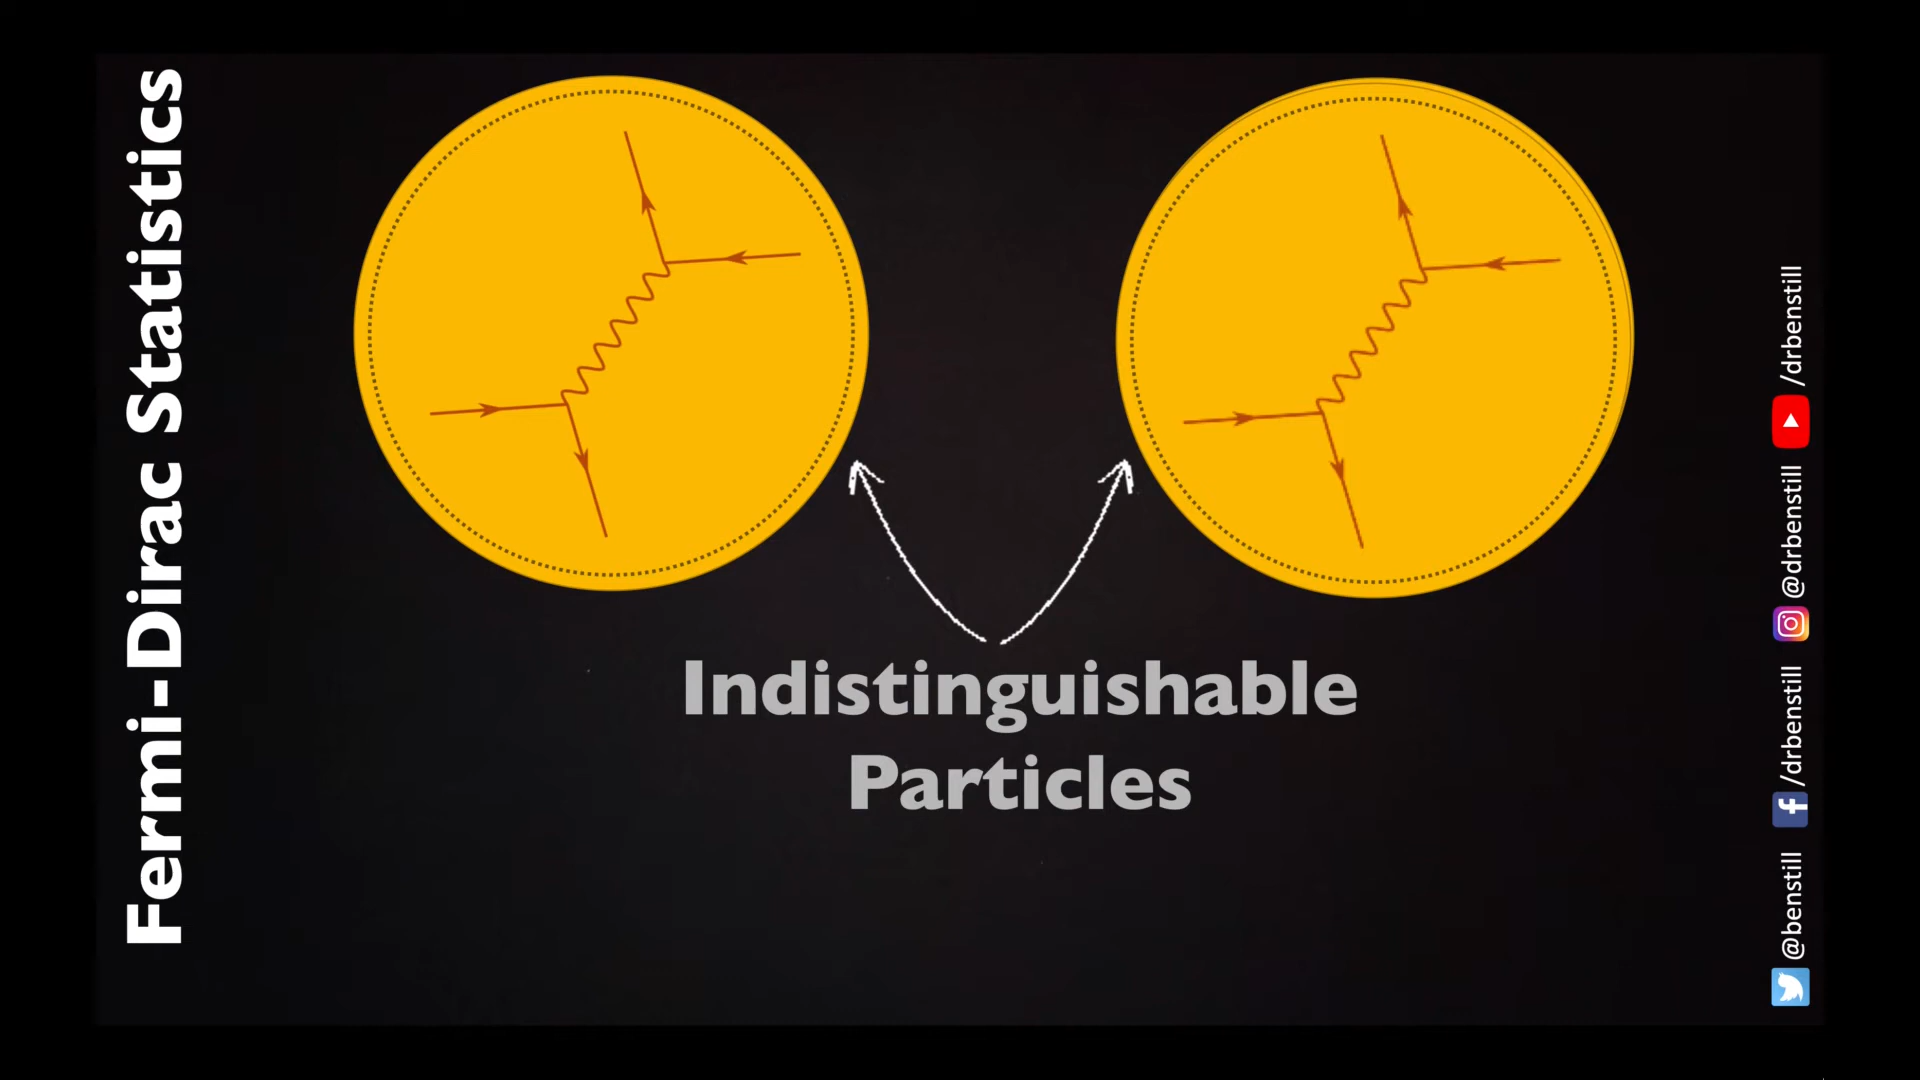 Fermi-Dirac Statistics
Indistinguishable
Particles
/drbenstill
@drbenstill
/drbenstill
@benstill